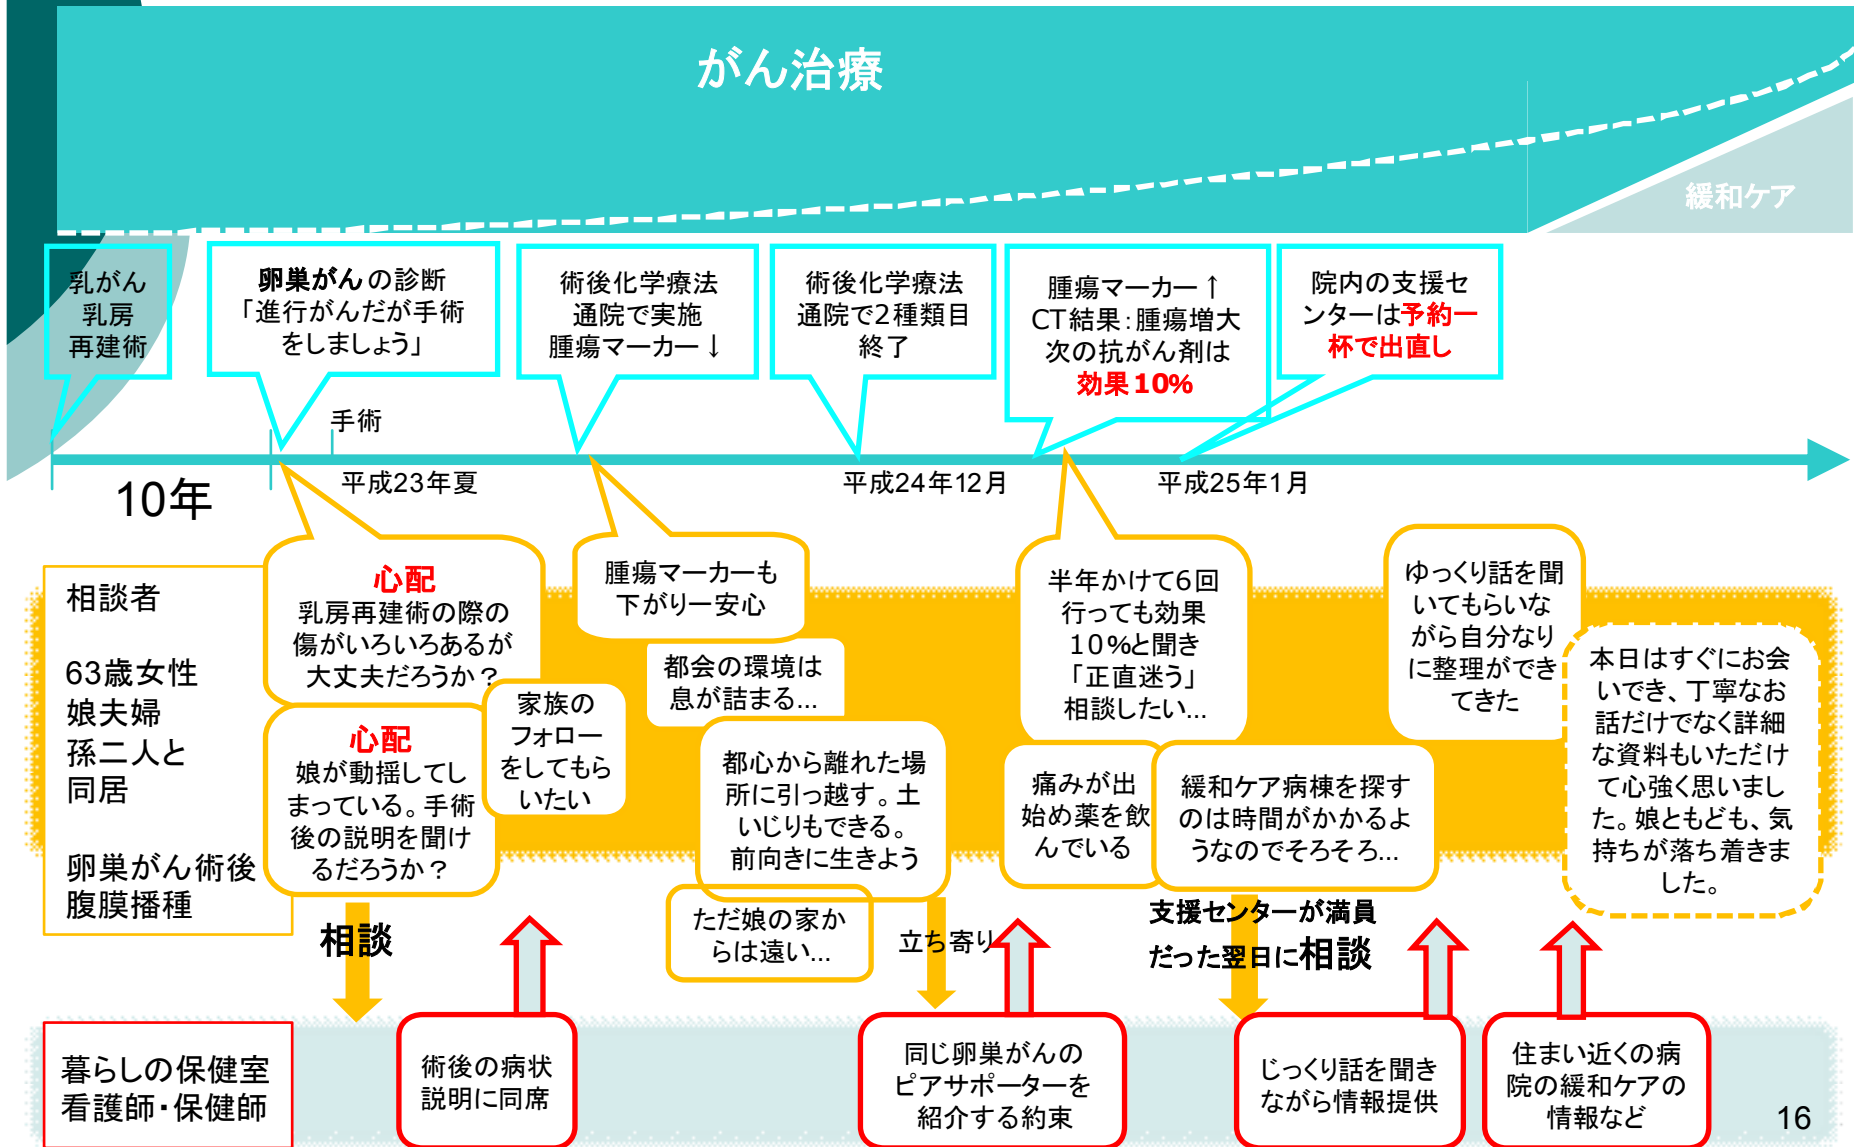 がん治療
緩和ケア
乳がん
乳房
再建術
卵巣がんの診断
「進行がんだが手術
をしましょう」
術後化学療法
通院で実施
腫瘍マーカー↓
術後化学療法
通院で2種類目
終了
腫瘍マーカー↑
CT結果:腫瘍増大
次の抗がん剤は
効果10%
院内の支援セ
ンターは予約一
杯で出直し
手術
10年
平成23年夏
平成24年12月
平成25年1月
相談者
63歳女性
娘夫婦
孫二人と
同居
卵巣がん術後
腹膜播種
心配
乳房再建術の際の
傷がいろいろあるが
大丈夫だろうか?
心配
娘が動揺してし
まっている。手術
後の説明を聞け
るだろうか?
家族の
フォロー
をしてもら
いたい
腫瘍マーカーも
下がり一安心
都会の環境は
息が詰まる…
都心から離れた場
所に引っ越す。土
いじりもできる。
前向きに生きよう
ただ娘の家か
らは遠い…
半年かけて6回
行っても効果
10%と聞き
「正直迷う」
相談したい…
痛みが出
始め薬を飲
んでいる
緩和ケア病棟を探す
のは時間がかかるよ
うなのでそろそろ…
ゆっくり話を聞
いてもらいな
がら自分なり
に整理ができ
てきた
本日はすぐにお会
いでき、丁寧なお
話だけでなく詳細
な資料もいただけ
て心強く思いまし
た。娘ともども、気
持ちが落ち着きま
した。
相談
立ち寄り
支援センターが満員
だった翌日に相談
暮らしの保健室
看護師・保健師
術後の病状
説明に同席
同じ卵巣がんの
ピアサポーターを
紹介する約束
じっくり話を聞き
ながら情報提供
住まい近くの病
院の緩和ケアの
情報など
16